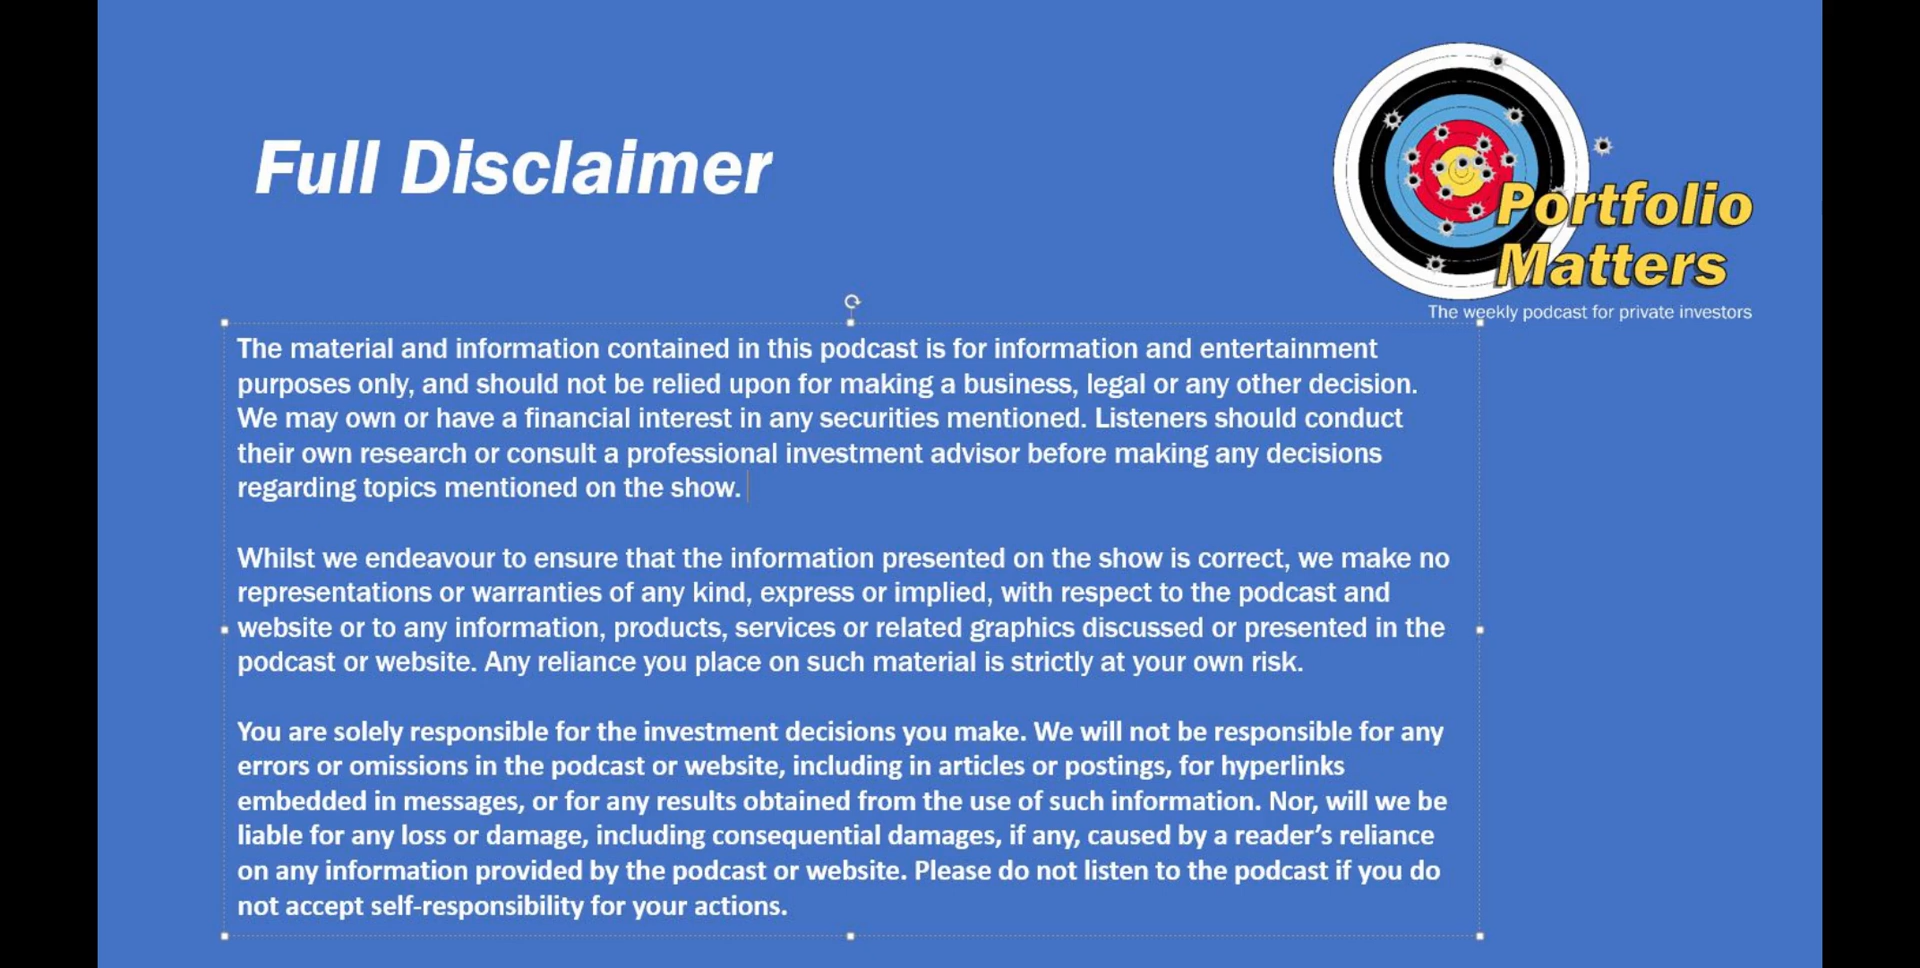 Full Disclaimer
Portfolio
Matters
The weekly podcast for private investors
The material and information contained in this podcast is for information and entertainment
purposes only, and should not be relied upon for making a business, legal or any other decision.
We may own or have a financial interest in any securities mentioned. Listeners should conduct
their own research or consult a professional investment advisor before making any decisions
regarding topics mentioned on the show.
Whilst we endeavour to ensure that the information presented on the show is correct, we make no
representations or warranties of any kind, express or implied, with respect to the podcast and
website or to any information, products, services or related graphics discussed or presented in the
podcast or website. Any reliance you place on such material is strictly at your own risk.
You are solely responsible for the investment decisions you make. We will not be responsible for any
errors or omissions in the podcast or website, including in articles or postings, for hyperlinks
embedded in messages, or for any results obtained from the use of such information. Nor, will we be
liable for any loss or damage, including consequential damages, if any, caused by a reader’s reliance
on any information provided by the podcast or website. Please do not listen to the podcast if you do
not accept self-responsibility for your actions.